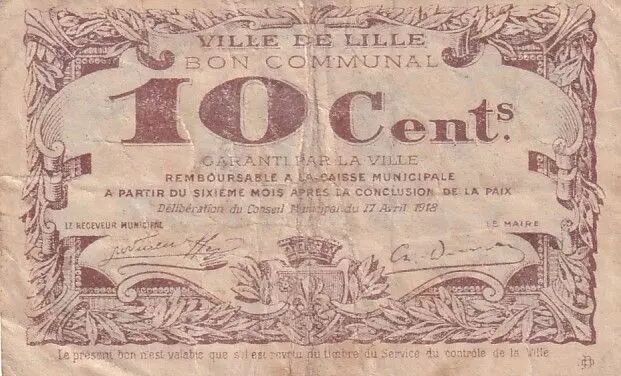 VILLE DE LILLE
BON COMMUNAL
10 Cents.
GARANTI PAR LA VILLE
REMBOURSABLE A LA CAISSE MUNICIPALE
A PARTIR DU SIXIÈME MOIS APRÈS LA CONCLUSION DE LA PAIX
Délibération du Conseil Municipal du 17 Avril 1918
LE RECEVEUR MUNICIPAL
LE MAIRE
Le présent bon n'est valable que s'il est revêtu du timbre du Service du contrôle de la Ville